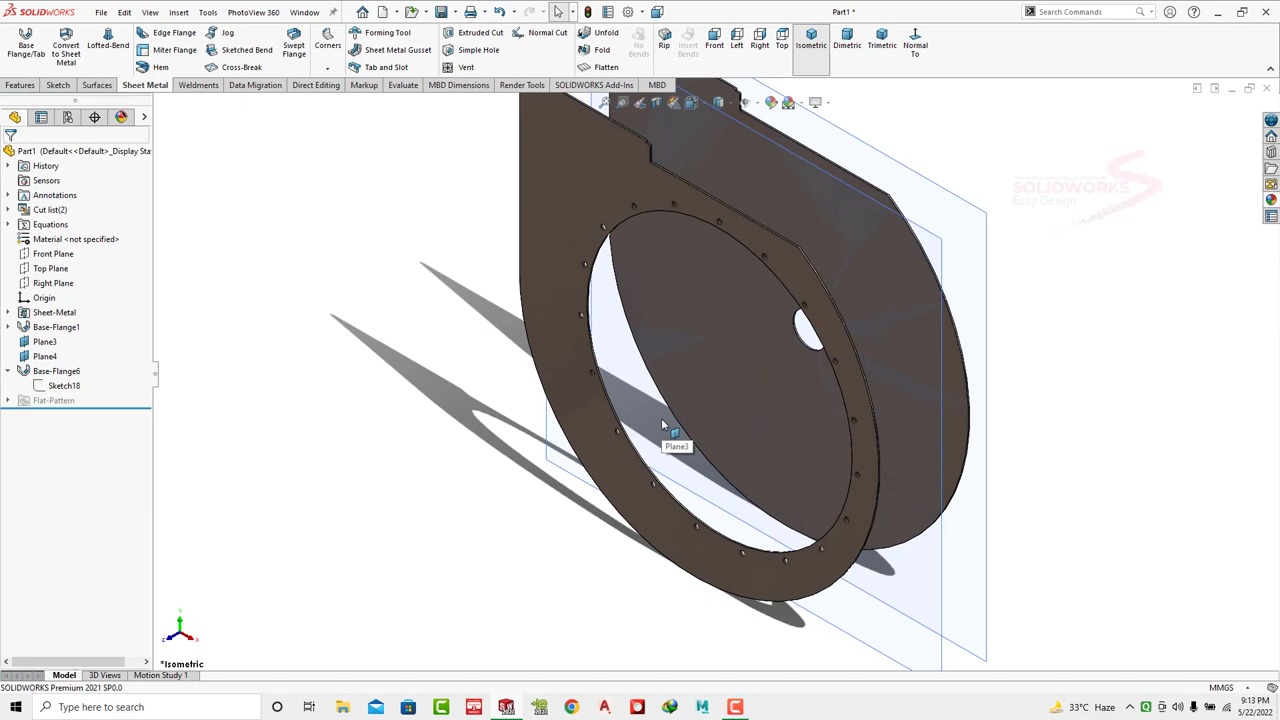 SOLIDWORKS
File Edit View Insert Tools PhotoView 360 Window
Part1 *
Search Commands
Base Flange/Tab
Convert to Sheet Metal
Lofted-Bend
Edge Flange
Miter Flange
Hem
Jog
Sketched Bend
Cross-Break
Swept Flange
Corners
Forming Tool
Sheet Metal Gusset
Tab and Slot
Extruded Cut
Simple Hole
Vent
Normal Cut
Unfold
Fold
Flatten
No Bends
Rip
Insert Bends
Front
Left
Right
Top
Isometric
Dimetric
Trimetric
Normal To
Features Sketch Surfaces Sheet Metal Weldments Data Migration Direct Editing Markup Evaluate MBD Dimensions Render Tools SOLIDWORKS Add-Ins MBD
Part1 (Default<<Default>_Display Sta
History
Sensors
Annotations
Cut list(2)
Equations
Material <not specified>
Front Plane
Top Plane
Right Plane
Origin
Sheet-Metal
Base-Flange1
Plane3
Plane4
Base-Flange6
Sketch18
Flat-Pattern
SOLIDWORKS
Easy Design
Plane3
Y
X
Z
*Isometric
Model 3D Views Motion Study 1
SOLIDWORKS Premium 2021 SP0.0
MMGS
Type here to search
33°C Haze
9:13 PM
5/22/2022